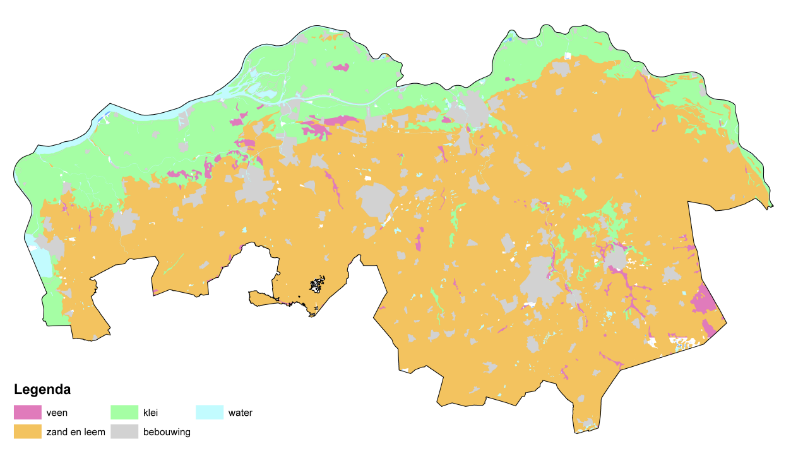 Legenda
veen klei water
zand en leem bebouwing